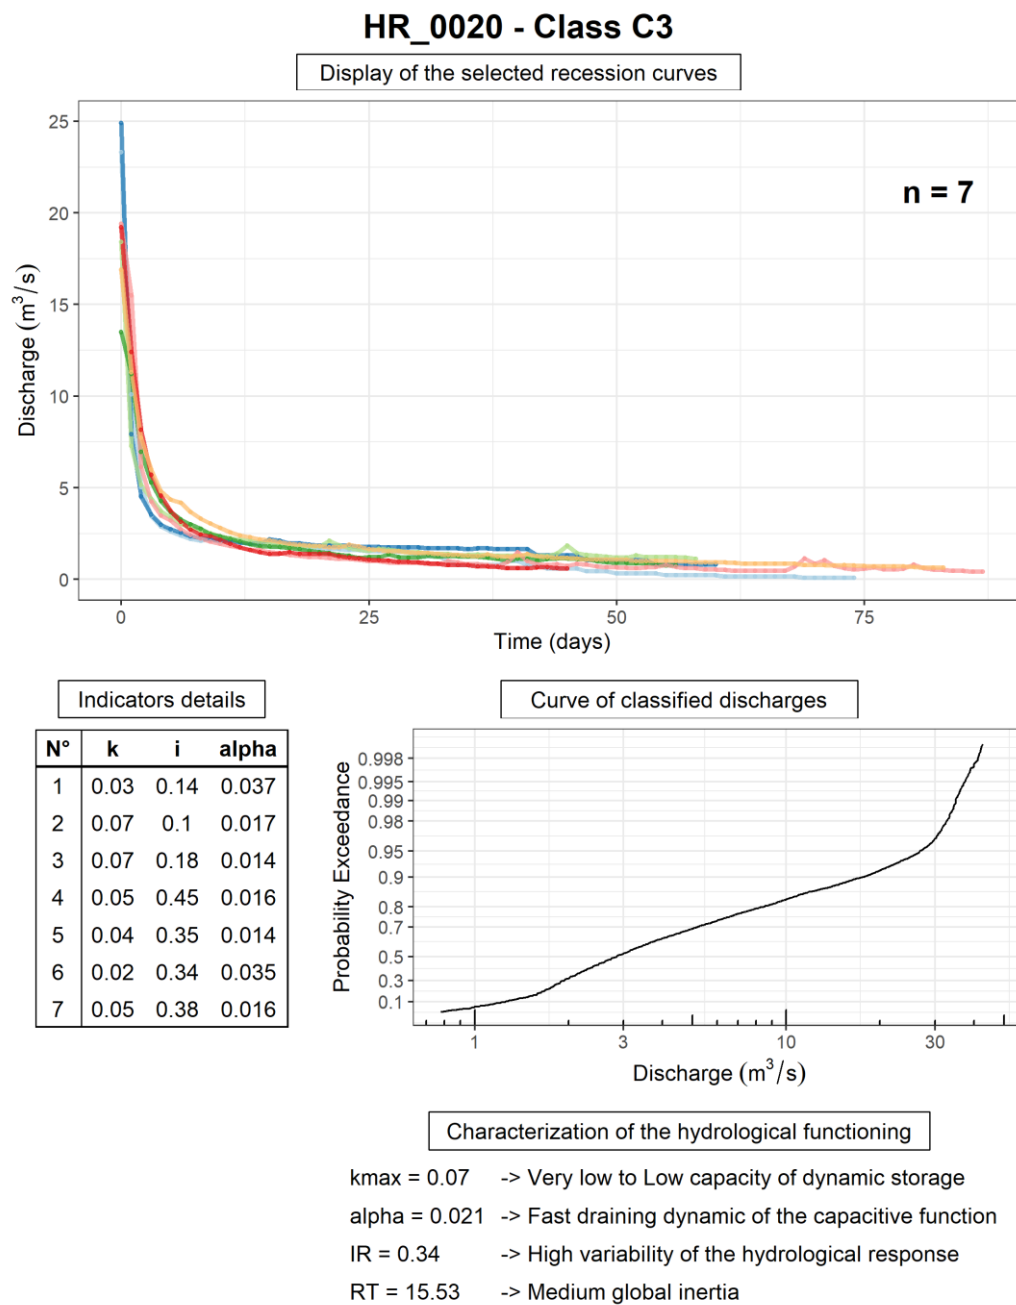 HR_0020 - Class C3
Display of the selected recession curves
n = 7
Discharge (m³/s)
25
20
15
10
5
0
0 25 50 75
Time (days)
Indicators details
N° k i alpha
1 0.03 0.14 0.037
2 0.07 0.1 0.017
3 0.07 0.18 0.014
4 0.05 0.45 0.016
5 0.04 0.35 0.014
6 0.02 0.34 0.035
7 0.05 0.38 0.016
Curve of classified discharges
Probability Exceedance
0.998
0.995
0.99
0.98
0.95
0.9
0.8
0.7
0.5
0.3
0.1
1 3 10 30
Discharge (m³/s)
Characterization of the hydrological functioning
kmax = 0.07 -> Very low to Low capacity of dynamic storage
alpha = 0.021 -> Fast draining dynamic of the capacitive function
IR = 0.34 -> High variability of the hydrological response
RT = 15.53 -> Medium global inertia